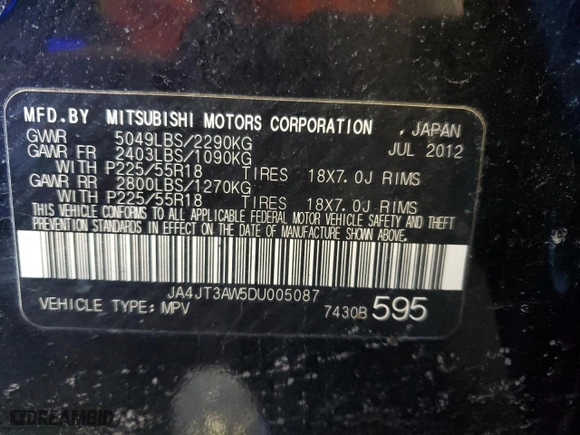 MFD.BY MITSUBISHI MOTORS CORPORATION . JAPAN
GVWR 5049LBS/2290KG JUL 2012
GAWR FR 2403LBS/1090KG
WITH P225/55R18 TIRES 18X7.0J RIMS
GAWR RR 2800LBS/1270KG
WITH P225/55R18 TIRES 18X7.0J RIMS
THIS VEHICLE CONFORMS TO ALL APPLICABLE FEDERAL MOTOR VEHICLE SAFETY AND THEFT
PREVENTION STANDARDS IN EFFECT ON THE DATE OF MANUFACTURE SHOWN ABOVE.
JA4JT3AW5DU005087
VEHICLE TYPE: MPV 7430B 595
DREAMBID